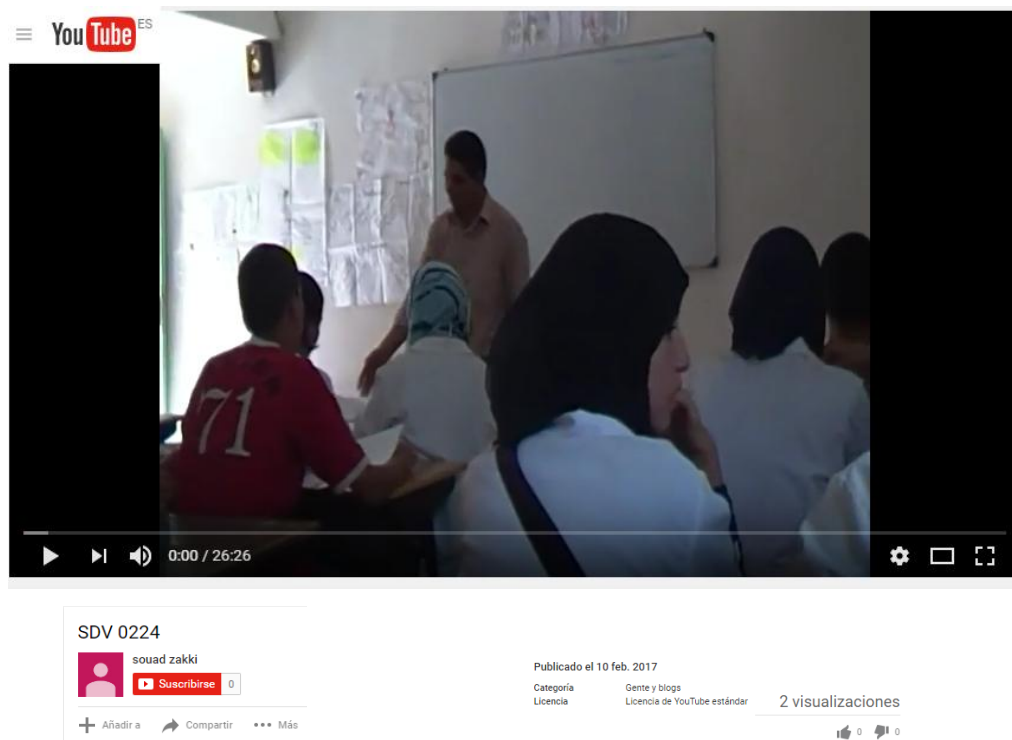 YouTube ES
71
0:00 / 26:26
SDV 0224
souad zakki
Suscribirse 0
Añadir a Compartir Más
Publicado el 10 feb. 2017
Categoría Gente y blogs
Licencia Licencia de YouTube estándar
2 visualizaciones
0 0